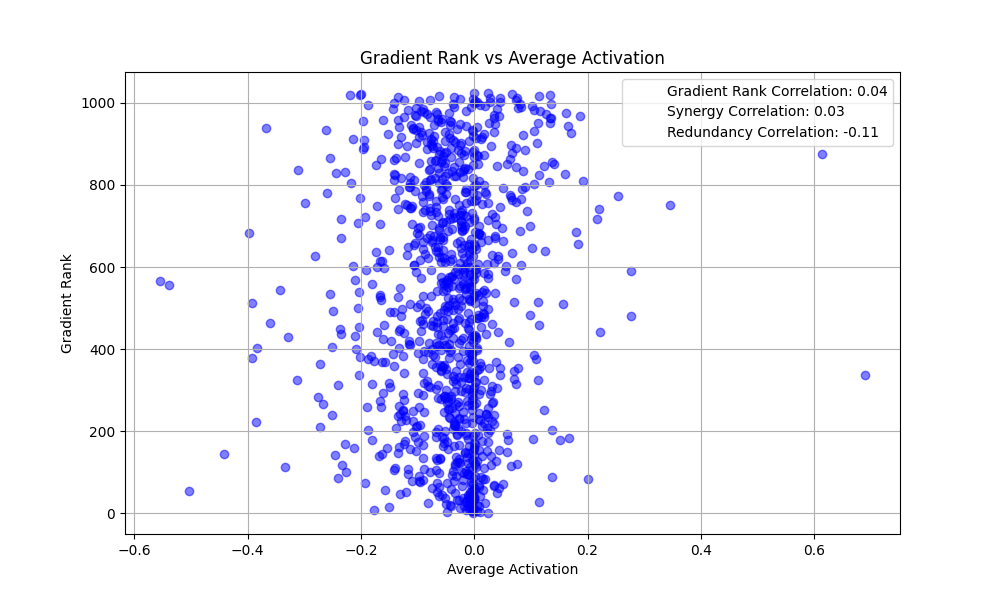 Gradient Rank vs Average Activation
Gradient Rank Correlation: 0.04
Synergy Correlation: 0.03
Redundancy Correlation: -0.11
1000
800
600
400
200
0
Gradient Rank
−0.6 −0.4 −0.2 0.0 0.2 0.4 0.6
Average Activation